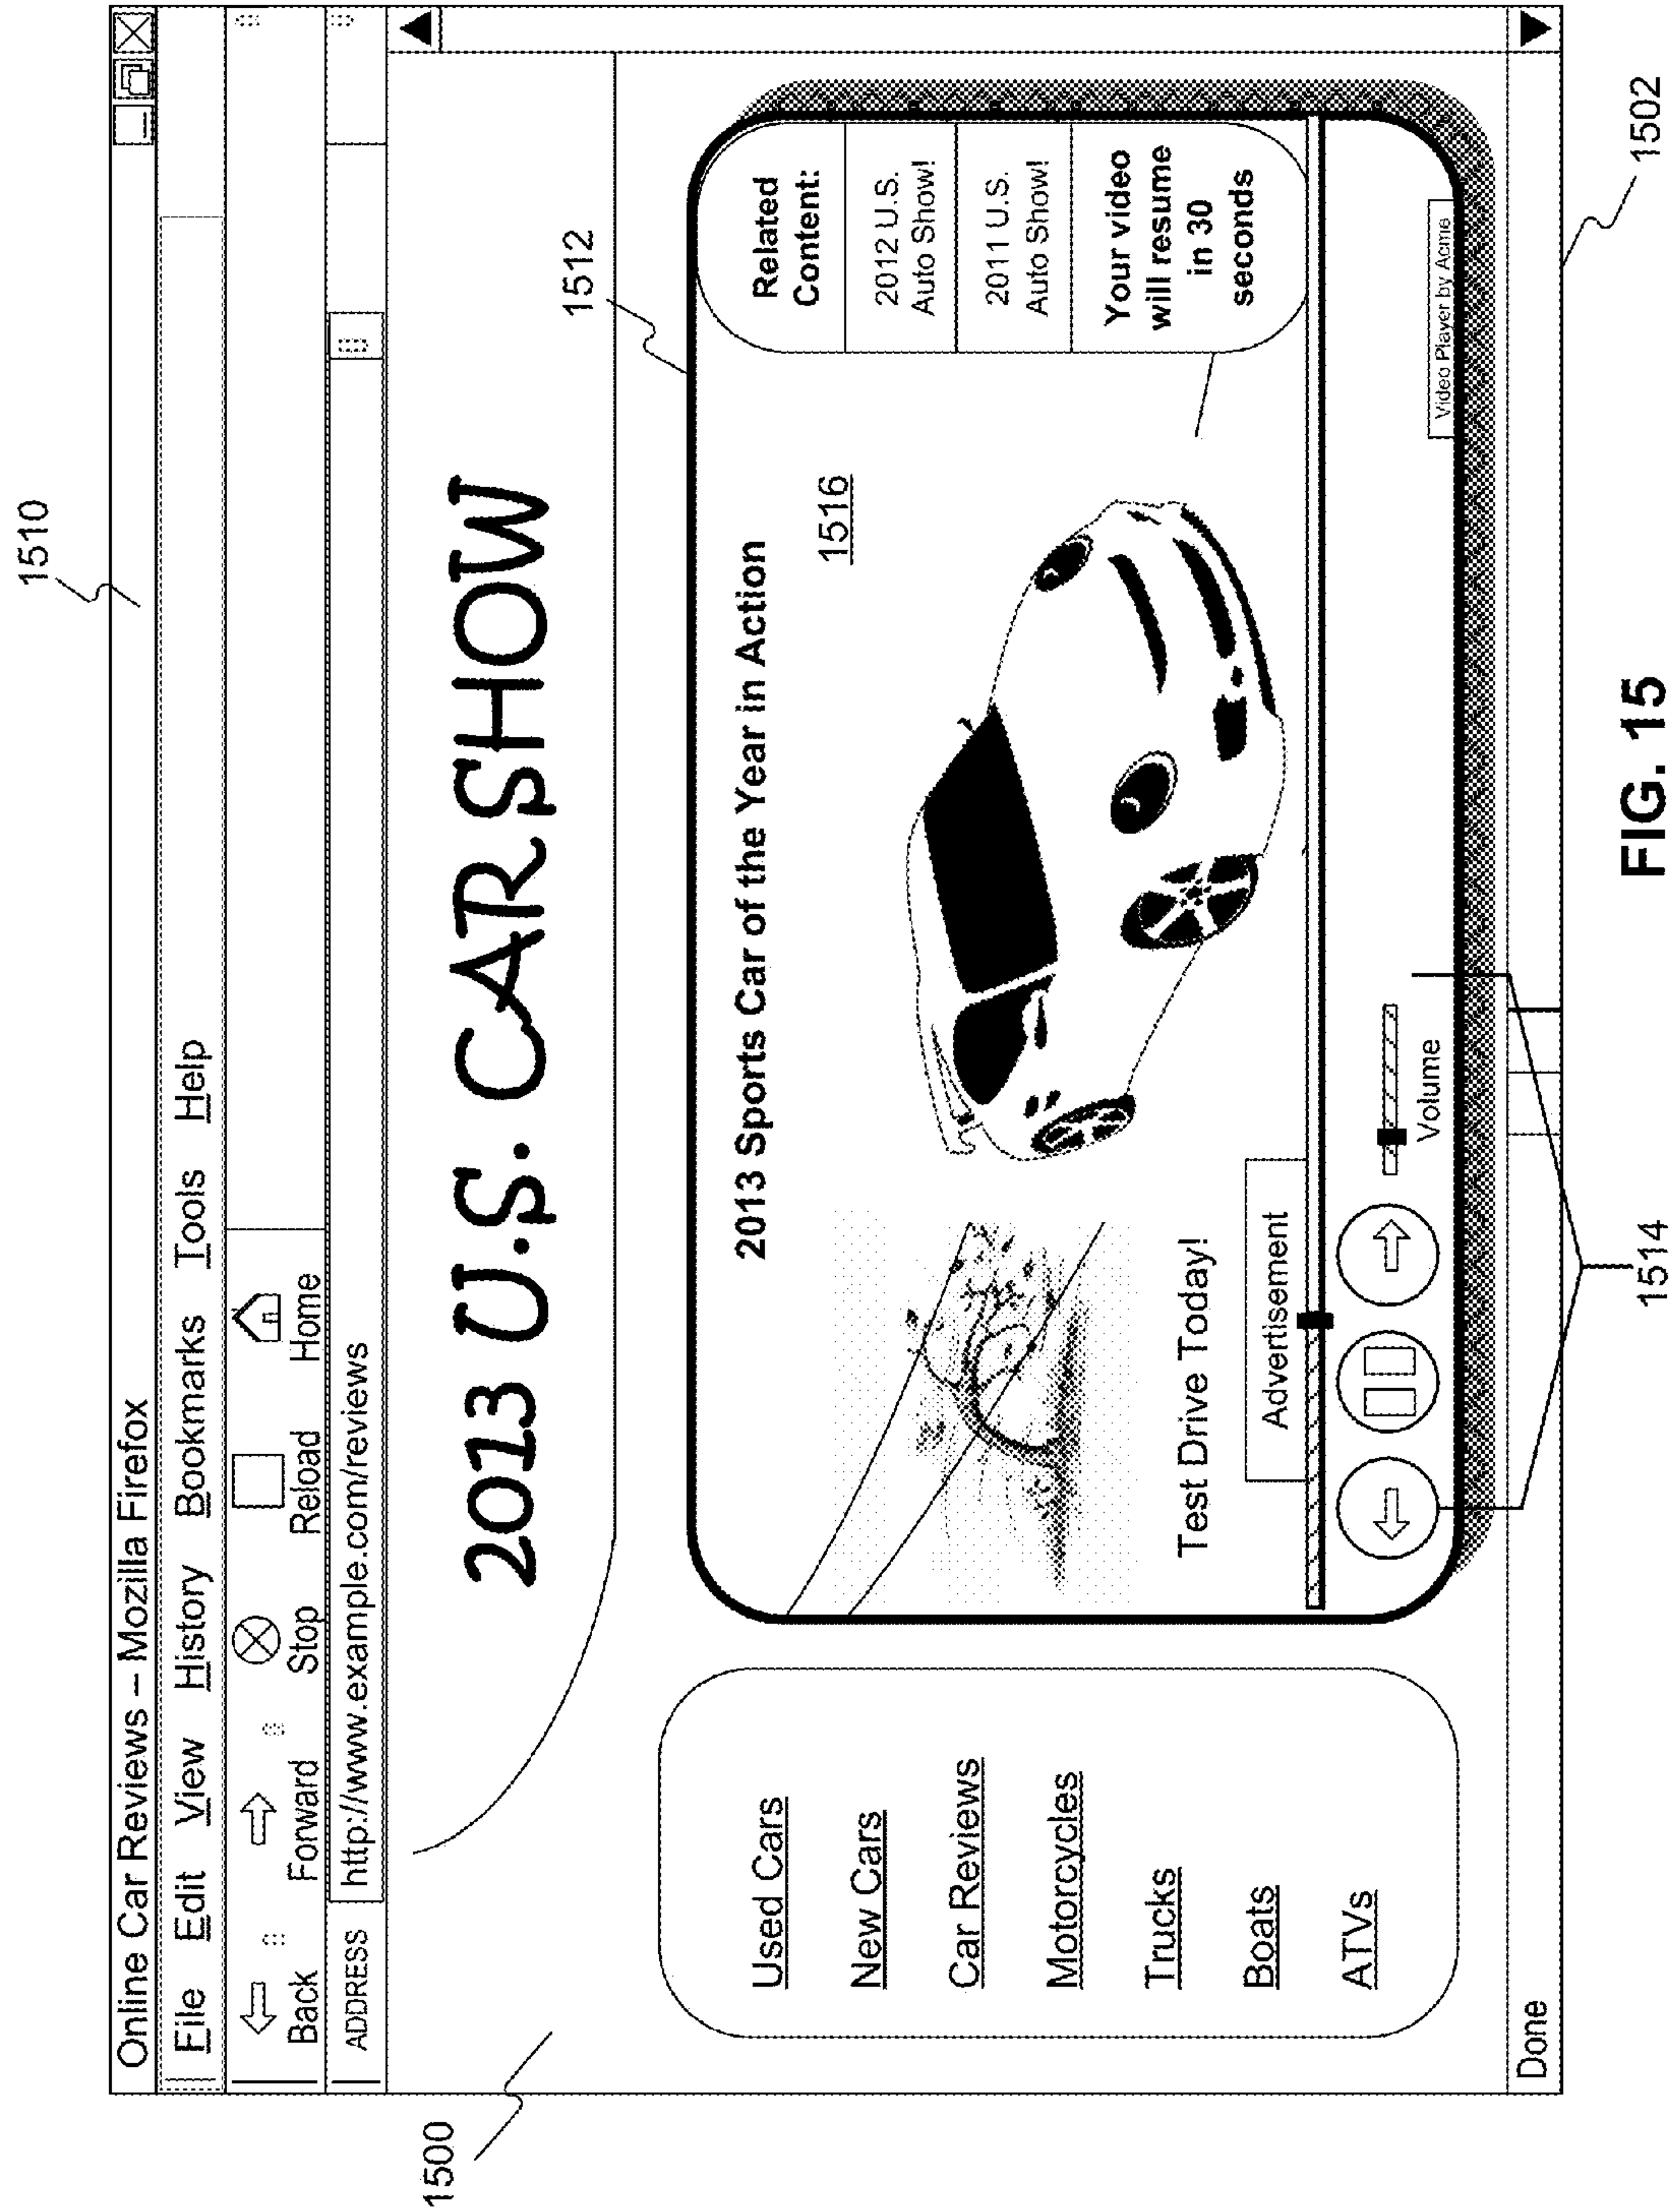 1510
Online Car Reviews – Mozilla Firefox
File Edit View History Bookmarks Tools Help
Back Forward Stop Reload Home
ADDRESS http://www.example.com/reviews
1500
2013 U.S. CAR SHOW
1512
Used Cars
New Cars
Car Reviews
Motorcycles
Trucks
Boats
ATVs
2013 Sports Car of the Year in Action
1516
Test Drive Today!
Advertisement
Related
Content:
2012 U.S.
Auto Show!
2011 U.S.
Auto Show!
Your video
will resume
in 30
seconds
Volume
Video Player by Acme
Done
1514
1502
FIG. 15